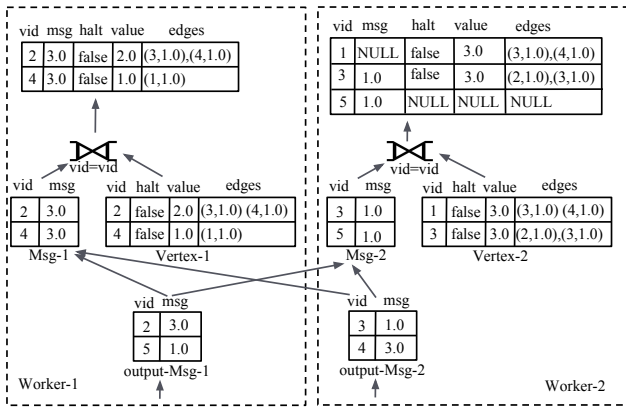 vid msg halt value edges
2 3.0 false 2.0 (3,1.0),(4,1.0)
4 3.0 false 1.0 (1,1.0)
vid msg halt value edges
1 NULL false 3.0 (3,1.0),(4,1.0)
3 1.0 false 3.0 (2,1.0),(3,1.0)
5 1.0 NULL NULL NULL
vid=vid
vid=vid
vid msg
2 3.0
4 3.0
Msg-1
vid halt value edges
2 false 2.0 (3,1.0) (4,1.0)
4 false 1.0 (1,1.0)
Vertex-1
vid msg
3 1.0
5 1.0
Msg-2
vid halt value edges
1 false 3.0 (3,1.0) (4,1.0)
3 false 3.0 (2,1.0),(3,1.0)
Vertex-2
vid msg
2 3.0
5 1.0
output-Msg-1
vid msg
3 1.0
4 3.0
output-Msg-2
Worker-1
Worker-2